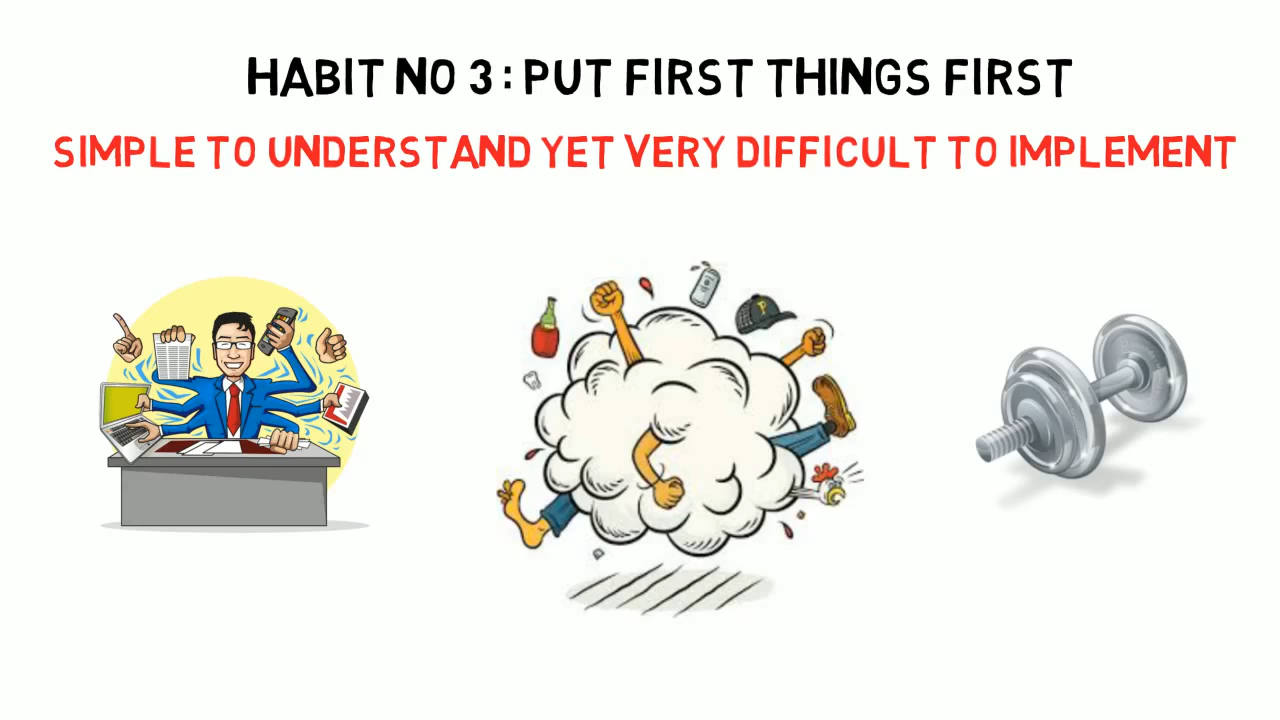 HABIT NO 3 : PUT FIRST THINGS FIRST
SIMPLE TO UNDERSTAND YET VERY DIFFICULT TO IMPLEMENT
P